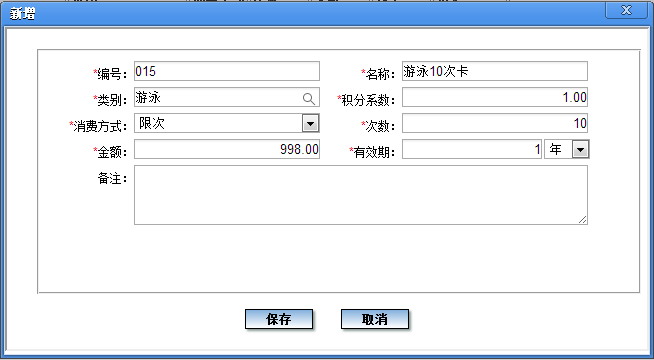 新增
*编号: 015 *名称: 游泳10次卡
*类别: 游泳 *积分系数: 1.00
*消费方式: 限次 *次数: 10
*金额: 998.00 *有效期: 1 年
备注:
保存 取消